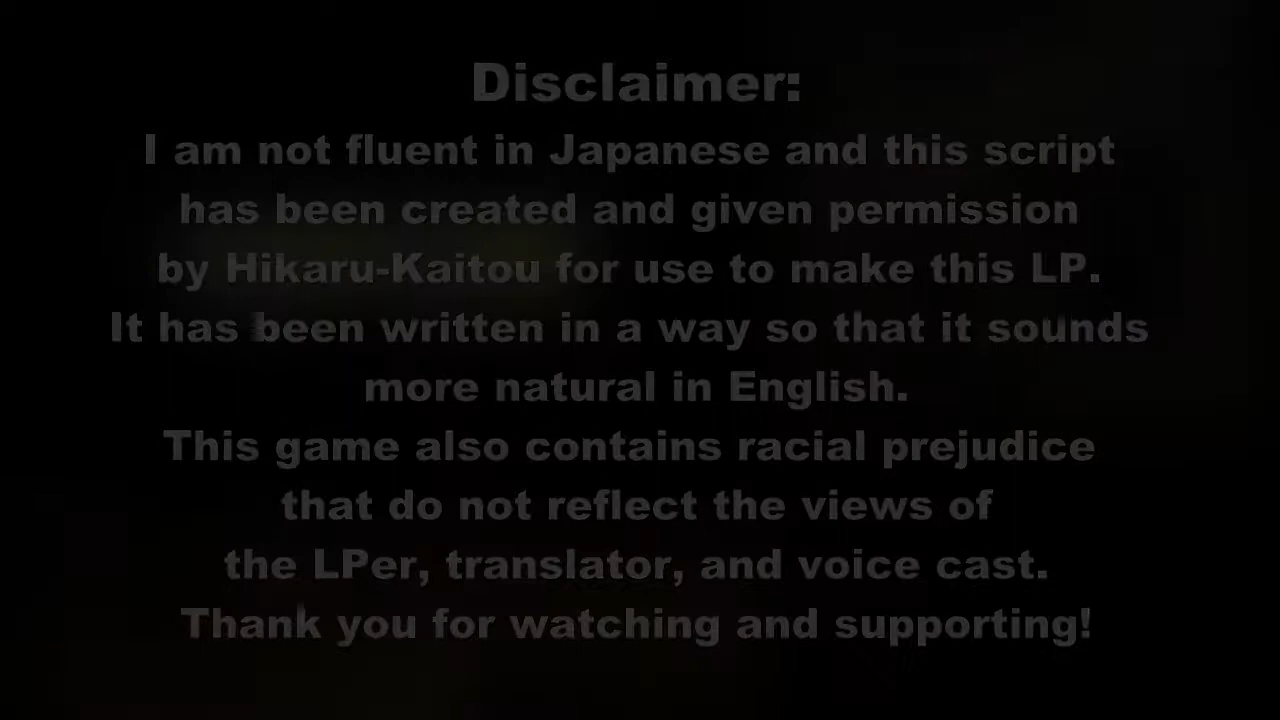 Disclaimer:
I am not fluent in Japanese and this script
has been created and given permission
by Hikaru-Kaitou for use to make this LP.
It has been written in a way so that it sounds
more natural in English.
This game also contains racial prejudice
that do not reflect the views of
the LPer, translator, and voice cast.
Thank you for watching and supporting!